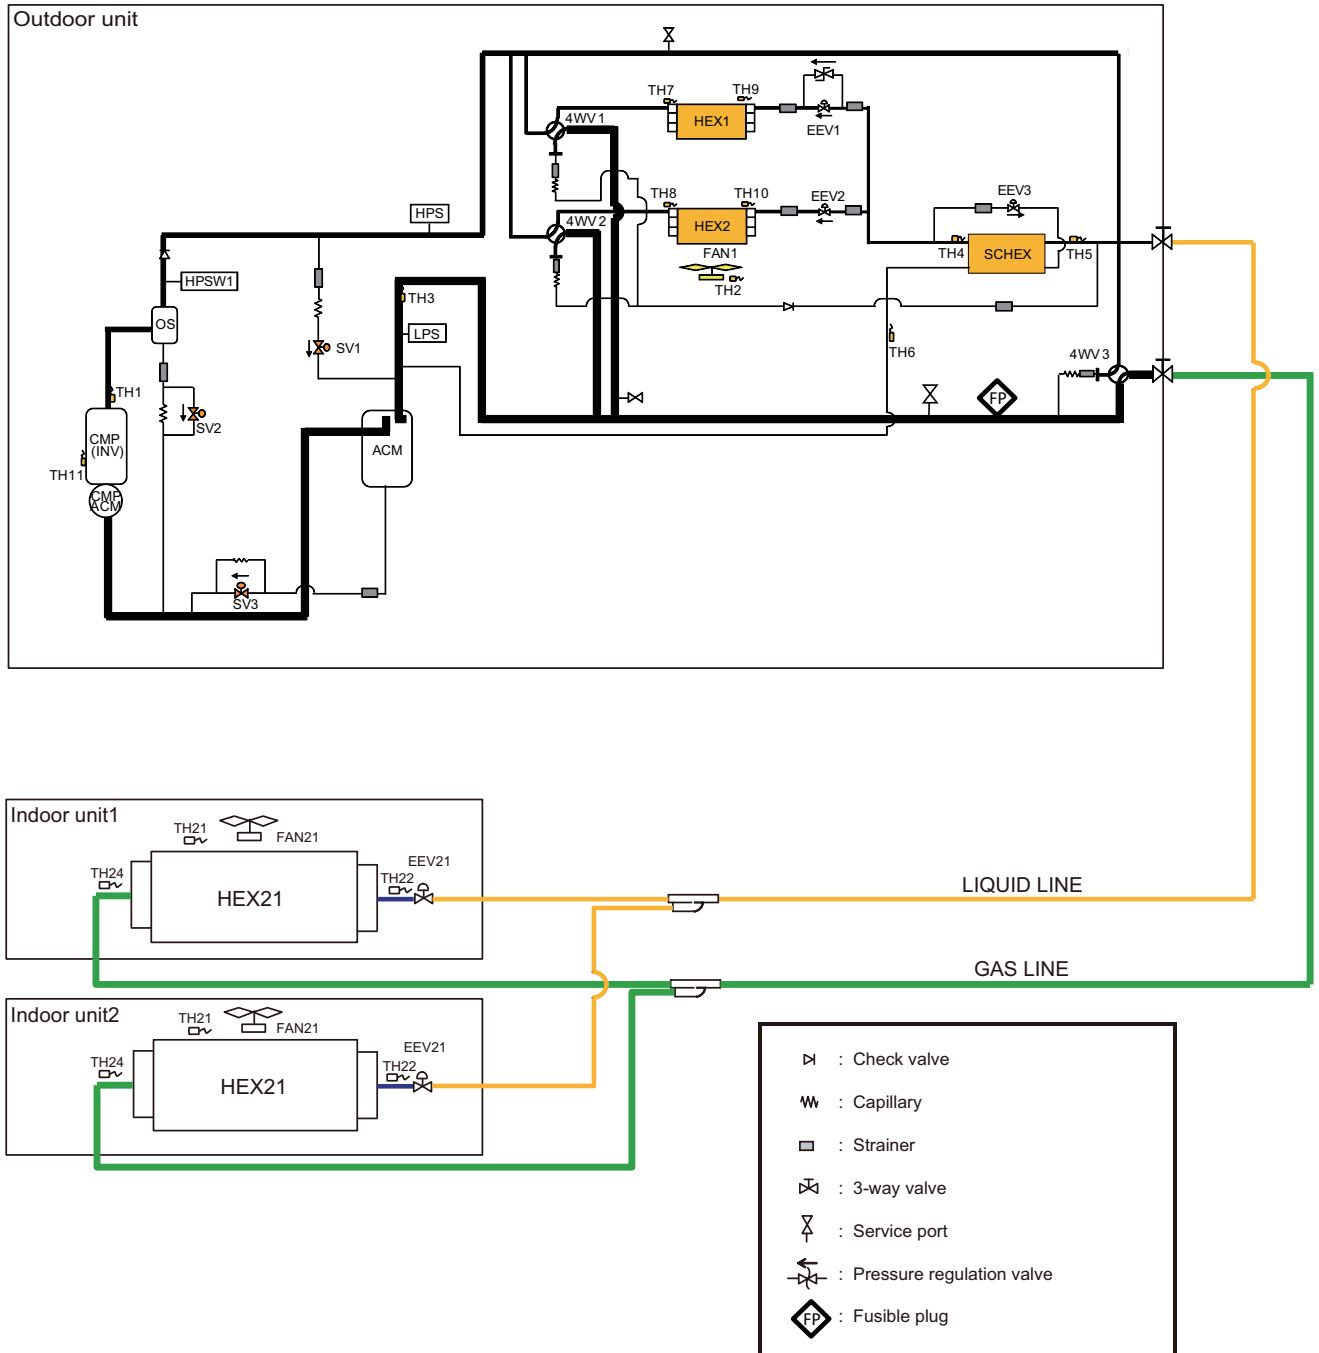 Outdoor unit
TH7
TH9
4WV1
HEX1
EEV1
TH8
TH10
EEV2
EEV3
HPS
4WV2
HEX2
FAN1
TH2
TH4
SCHEX
TH5
HPSW1
TH3
OS
LPS
SV1
TH6
4WV3
TH1
FP
SV2
CMP
(INV)
ACM
TH11
CMP
ACM
SV3
Indoor unit1
TH21
FAN21
EEV21
TH24
TH22
HEX21
LIQUID LINE
GAS LINE
Indoor unit2
TH21
FAN21
EEV21
TH24
TH22
HEX21
: Check valve
: Capillary
: Strainer
: 3-way valve
: Service port
: Pressure regulation valve
FP : Fusible plug